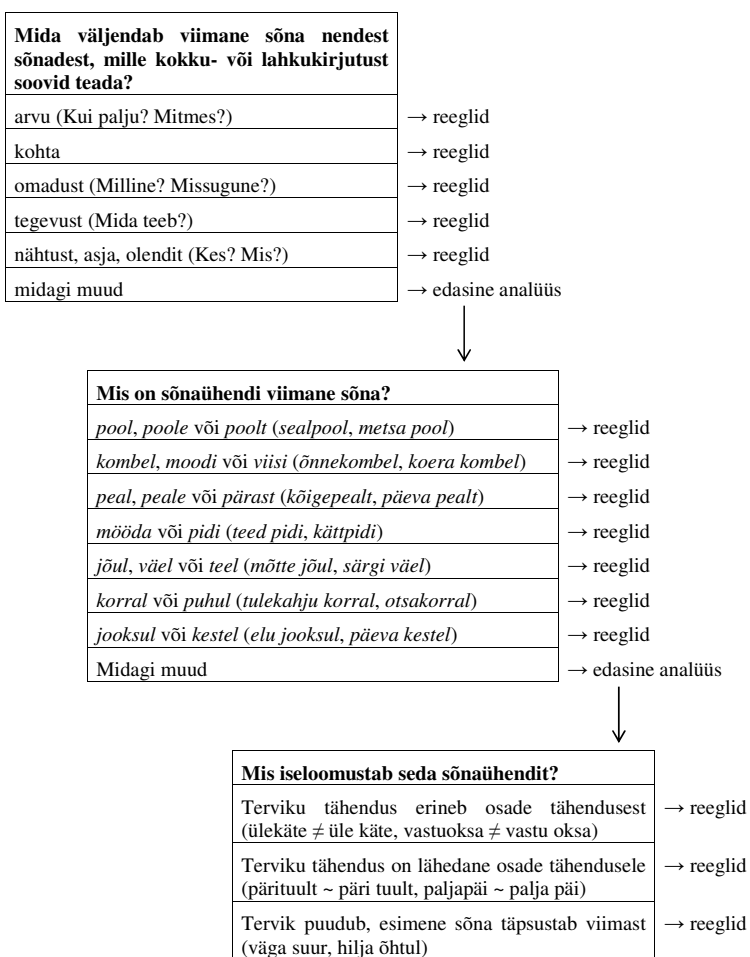 Mida väljendab viimane sõna nendest
sõnadest, mille kokku- või lahkukirjutust
soovid teada?
arvu (Kui palju? Mitmes?) → reeglid
kohta → reeglid
omadust (Milline? Missugune?) → reeglid
tegevust (Mida teeb?) → reeglid
nähtust, asja, olendit (Kes? Mis?) → reeglid
midagi muud → edasine analüüs
Mis on sõnaühendi viimane sõna?
pool, poole või poolt (sealpool, metsa pool) → reeglid
kombel, moodi või viisi (õnnekombel, koera kombel) → reeglid
peal, peale või pärast (kõigepealt, päeva pealt) → reeglid
mööda või pidi (teed pidi, kättpidi) → reeglid
jõul, väel või teel (mõtte jõul, särgi väel) → reeglid
korral või puhul (tulekahju korral, otsakorral) → reeglid
jooksul või kestel (elu jooksul, päeva kestel) → reeglid
Midagi muud → edasine analüüs
Mis iseloomustab seda sõnaühendit?
Terviku tähendus erineb osade tähendusest → reeglid
(ülekäte ≠ üle käte, vastuoksa ≠ vastu oksa)
Terviku tähendus on lähedane osade tähendusele → reeglid
(pärituult ~ päri tuult, paljapäi ~ palja päi)
Tervik puudub, esimene sõna täpsustab viimast → reeglid
(väga suur, hilja õhtul)